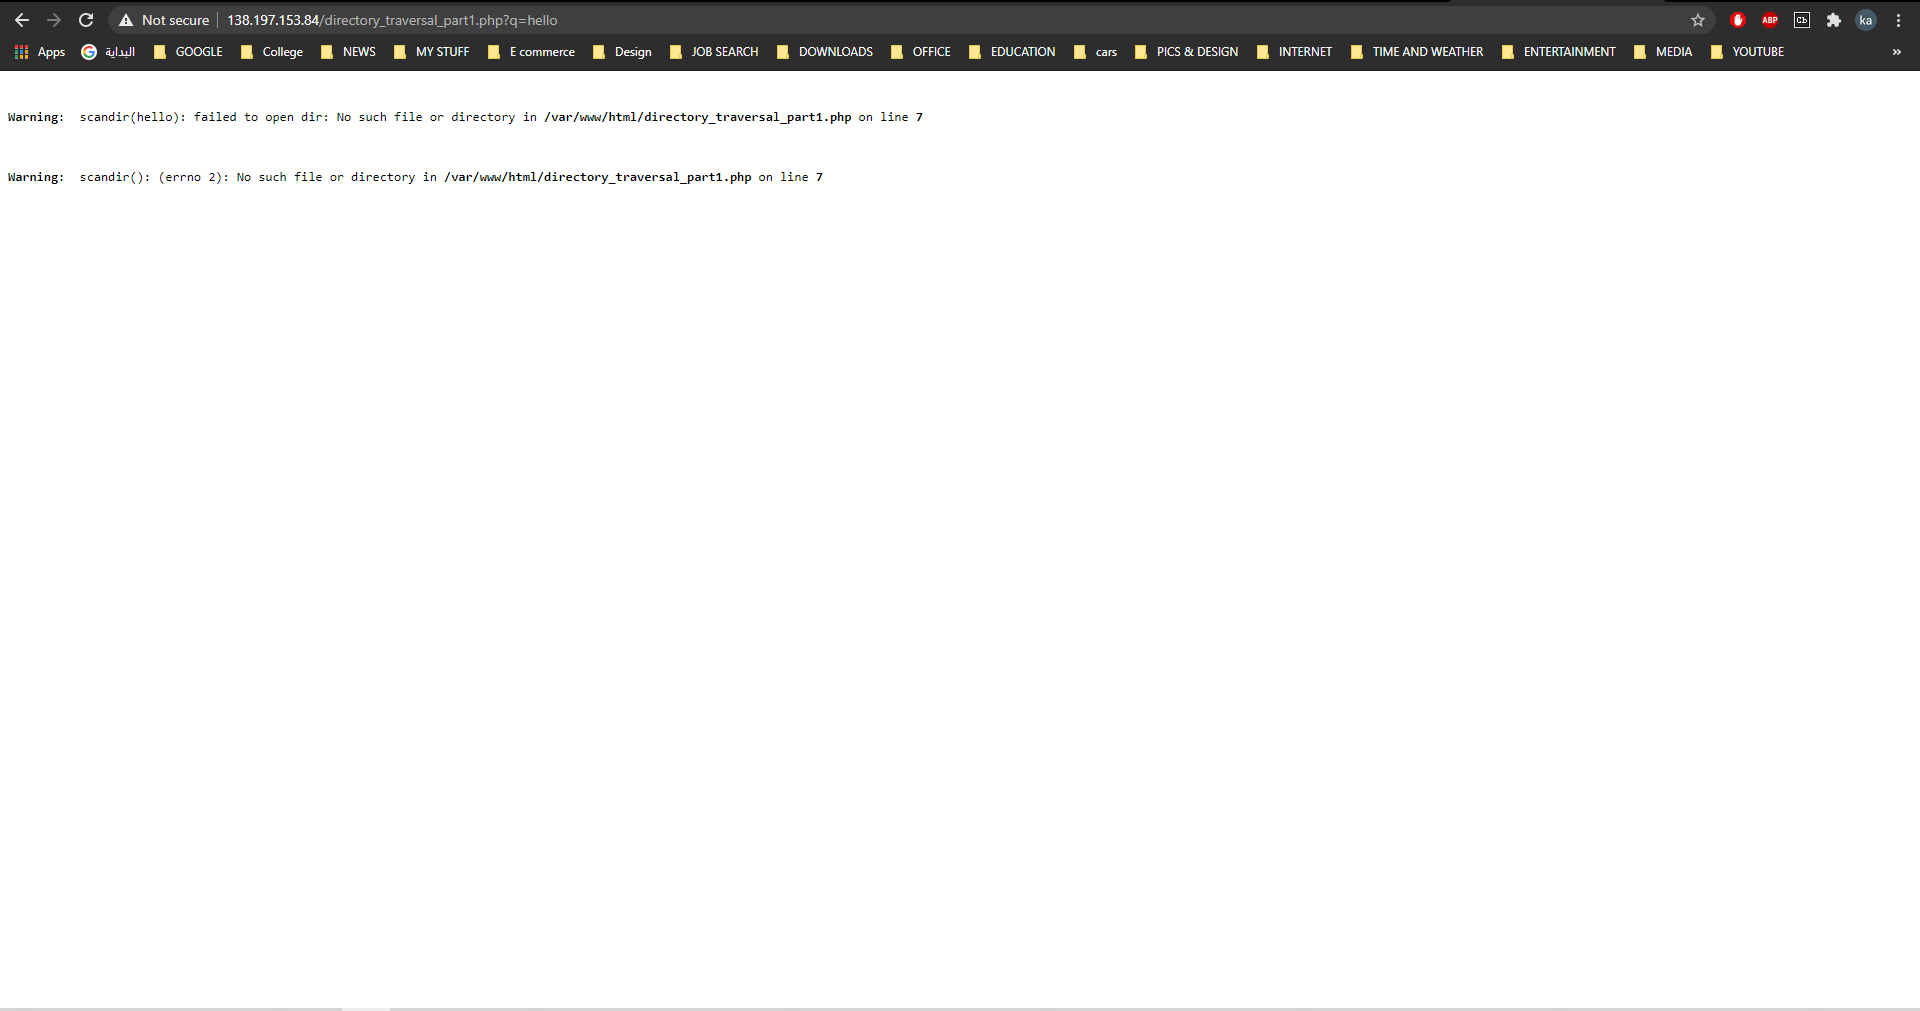 Not secure 138.197.153.84/directory_traversal_part1.php?q=hello ABP Cb ka
Apps البداية GOOGLE College NEWS MY STUFF E commerce Design JOB SEARCH DOWNLOADS OFFICE EDUCATION cars PICS & DESIGN INTERNET TIME AND WEATHER ENTERTAINMENT MEDIA YOUTUBE »
Warning: scandir(hello): failed to open dir: No such file or directory in /var/www/html/directory_traversal_part1.php on line 7
Warning: scandir(): (errno 2): No such file or directory in /var/www/html/directory_traversal_part1.php on line 7